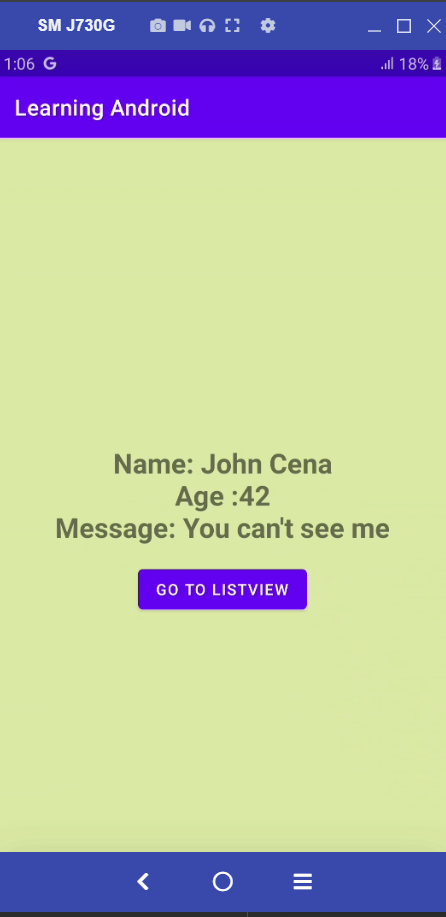 SM J730G
1:06 G 18%
Learning Android
Name: John Cena
Age :42
Message: You can't see me
GO TO LISTVIEW